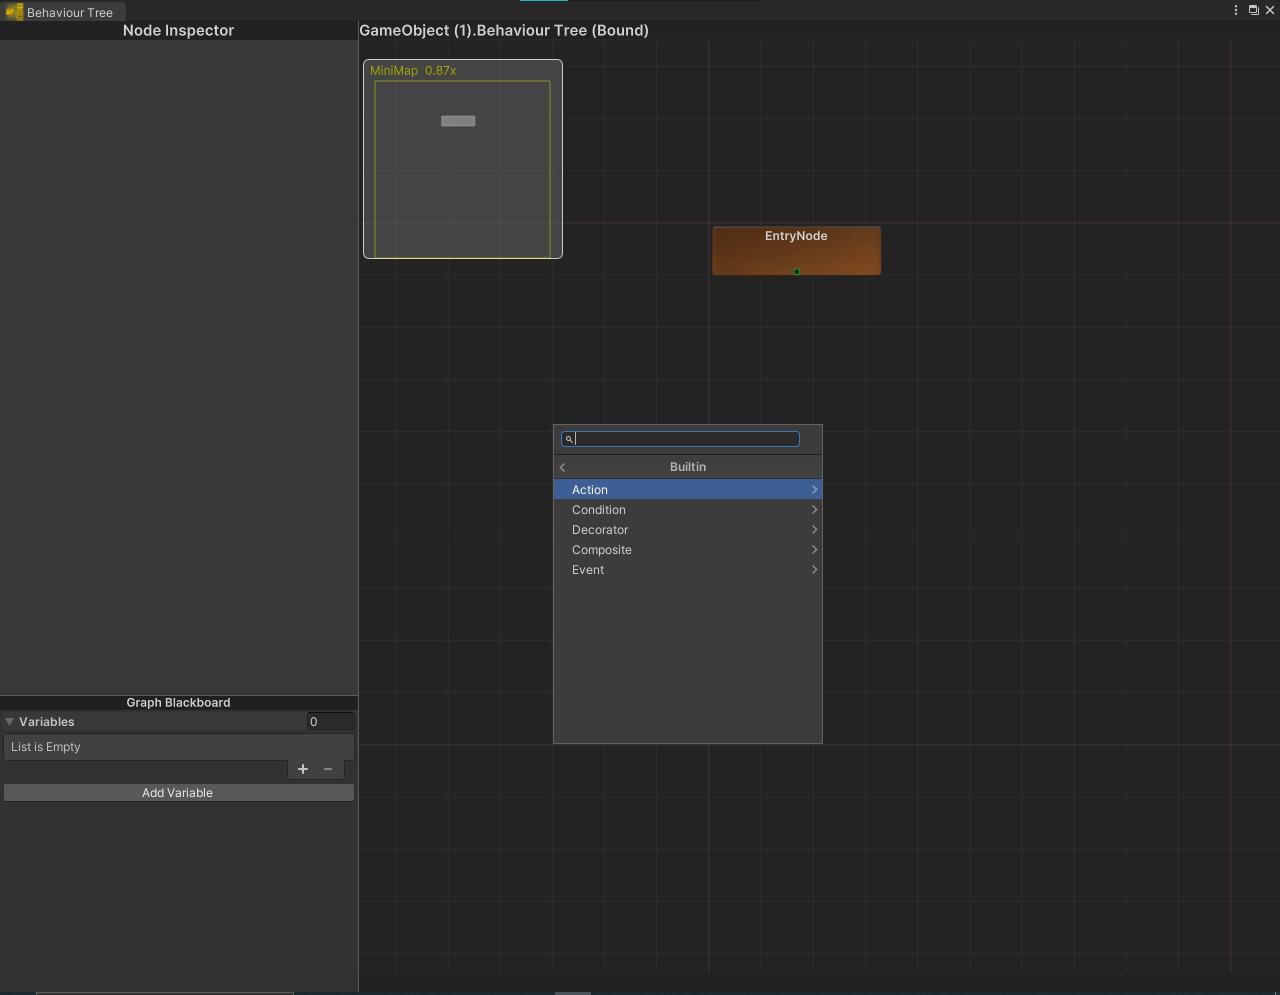 Behaviour Tree
Node Inspector
GameObject (1).Behaviour Tree (Bound)
MiniMap 0.87x
EntryNode
Builtin
Action
Condition
Decorator
Composite
Event
Graph Blackboard
Variables 0
List is Empty
Add Variable